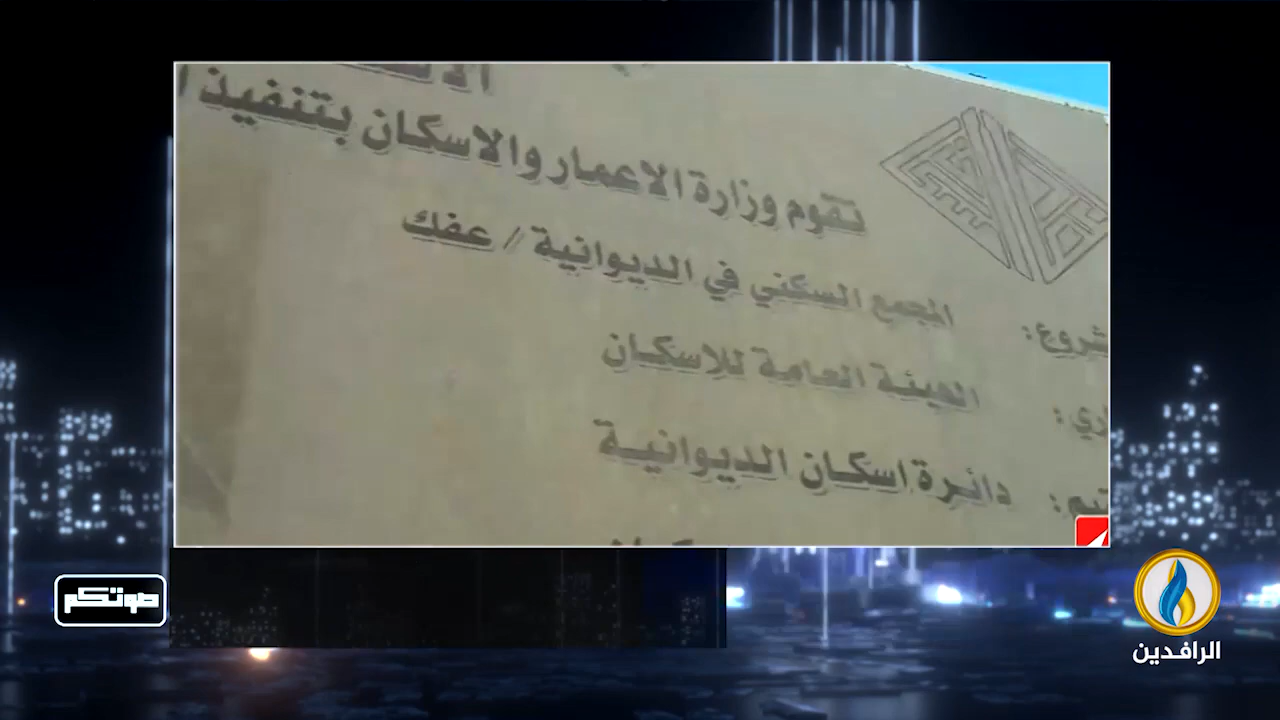 تقوم وزارة الاعمار والاسكان بتنفيذ
المجمع السكني في الديوانية / عفك
الهيئة العامة للاسكان
دائرة اسكان الديوانية
صوتكم
الرافدين